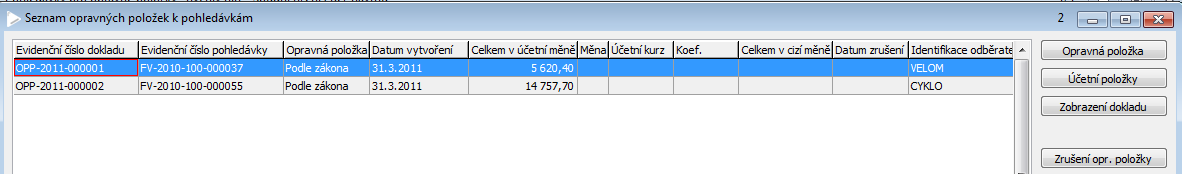 Seznam opravných položek k pohledávkám 2
Evidenční číslo dokladu Evidenční číslo pohledávky Opravná položka Datum vytvoření Celkem v účetní měně Měna Účetní kurz Koef. Celkem v cizí měně Datum zrušení Identifikace odběrate
OPP-2011-000001 FV-2010-100-000037 Podle zákona 31.3.2011 5 620,40 VELOM
OPP-2011-000002 FV-2010-100-000055 Podle zákona 31.3.2011 14 757,70 CYKLO
Opravná položka
Účetní položky
Zobrazení dokladu
Zrušení opr. položky